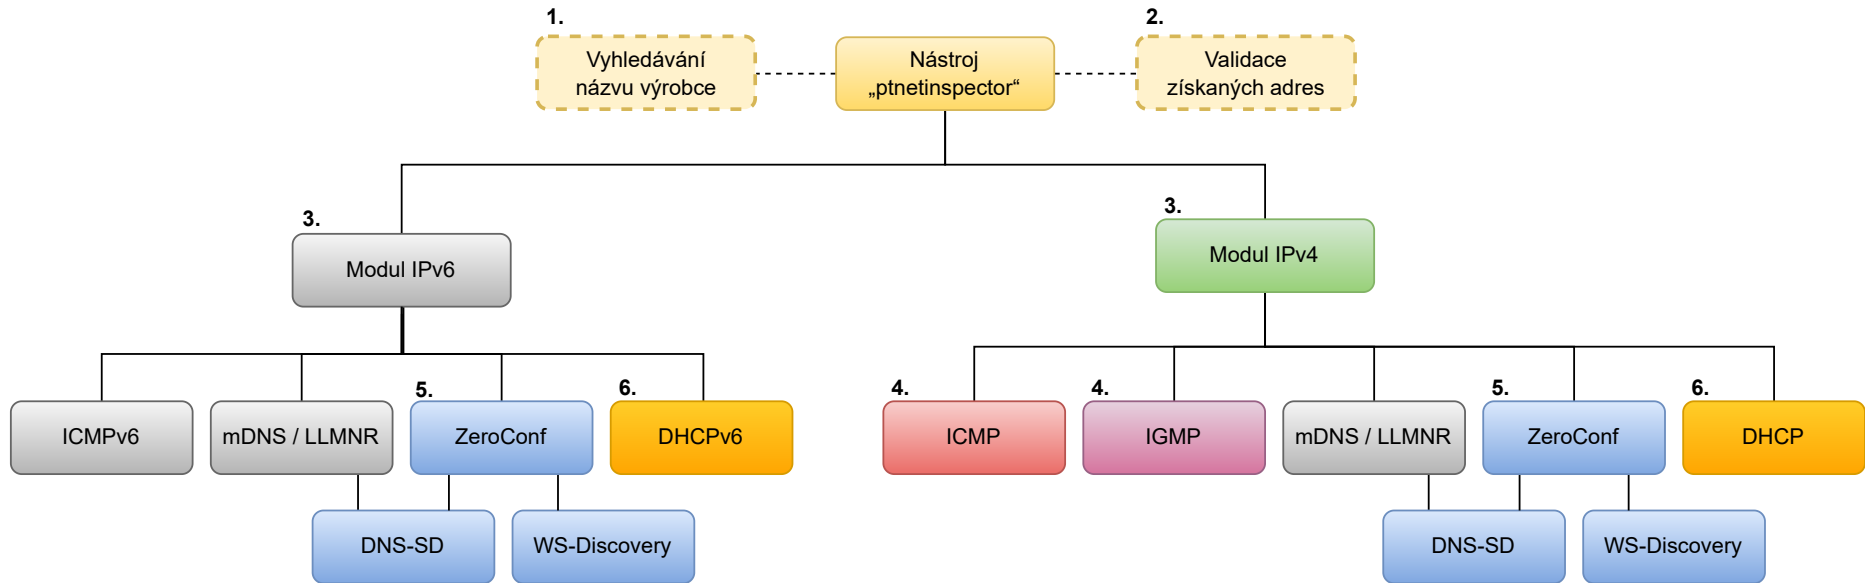 1.
Vyhledávání
názvu výrobce
Nástroj
„ptnetinspector“
2.
Validace
získaných adres
3.
Modul IPv6
3.
Modul IPv4
ICMPv6
mDNS / LLMNR
5.
ZeroConf
6.
DHCPv6
4.
ICMP
4.
IGMP
mDNS / LLMNR
5.
ZeroConf
6.
DHCP
DNS-SD
WS-Discovery
DNS-SD
WS-Discovery